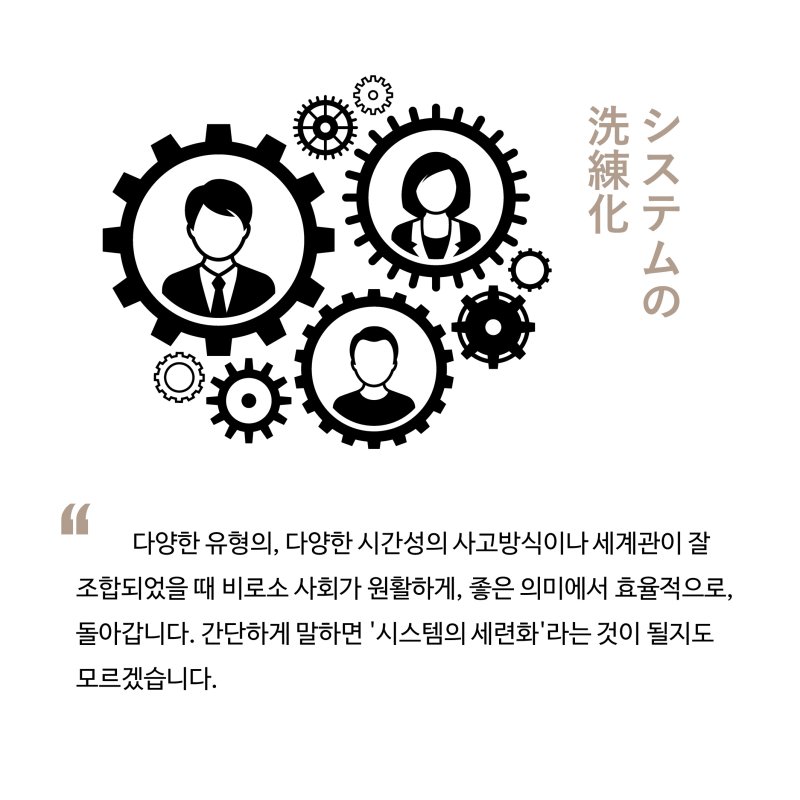 システムの
洗練化
“
다양한 유형의, 다양한 시간성의 사고방식이나 세계관이 잘
조합되었을 때 비로소 사회가 원활하게, 좋은 의미에서 효율적으로,
돌아갑니다. 간단하게 말하면 '시스템의 세련화'라는 것이 될지도
모르겠습니다.